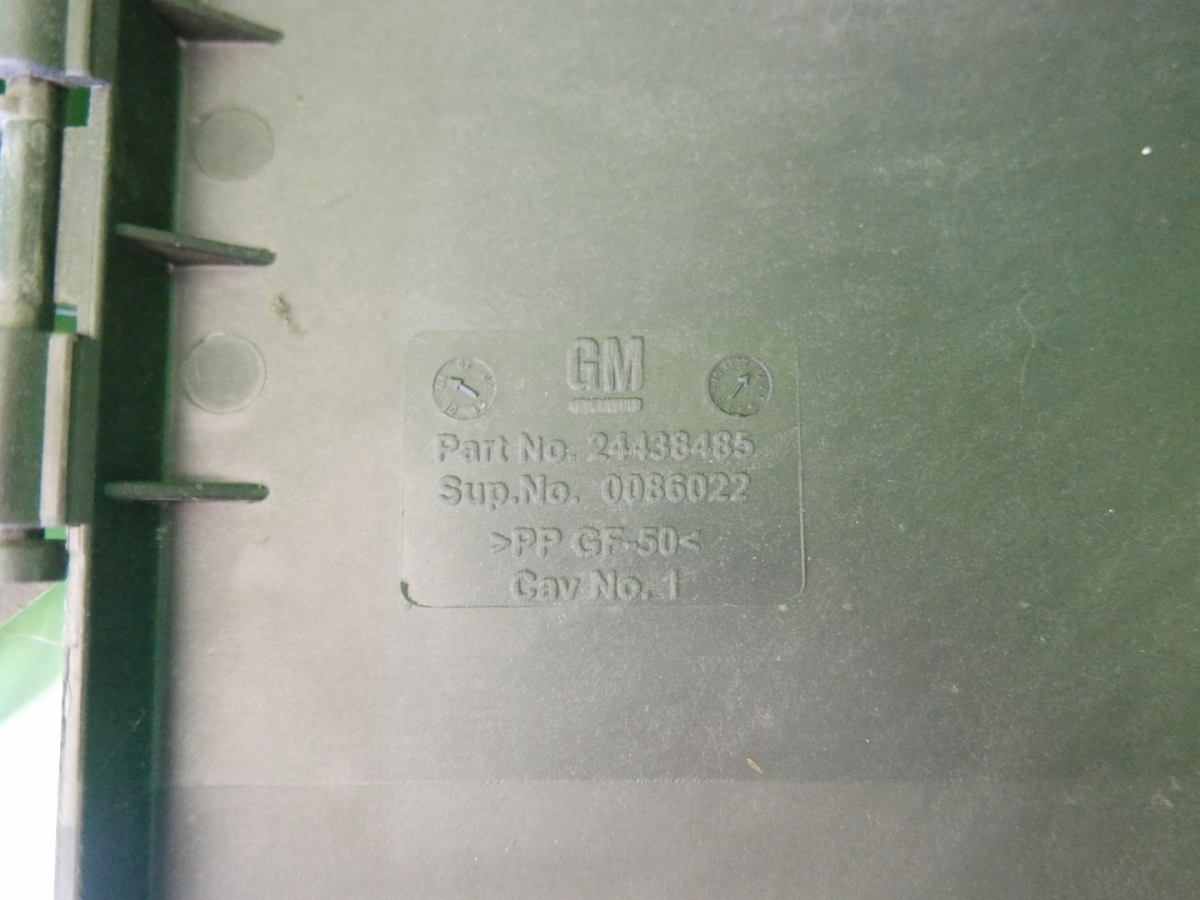 GM
Part No. 24438485
Sup.No. 0086022
>PP GF-50<
Cav No. 1